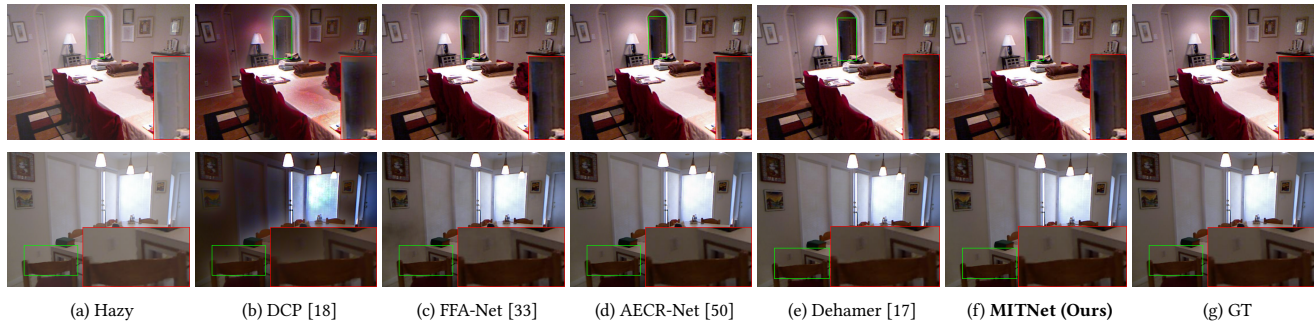 (a) Hazy
(b) DCP [18]
(c) FFA-Net [33]
(d) AECR-Net [50]
(e) Dehamer [17]
(f) MITNet (Ours)
(g) GT